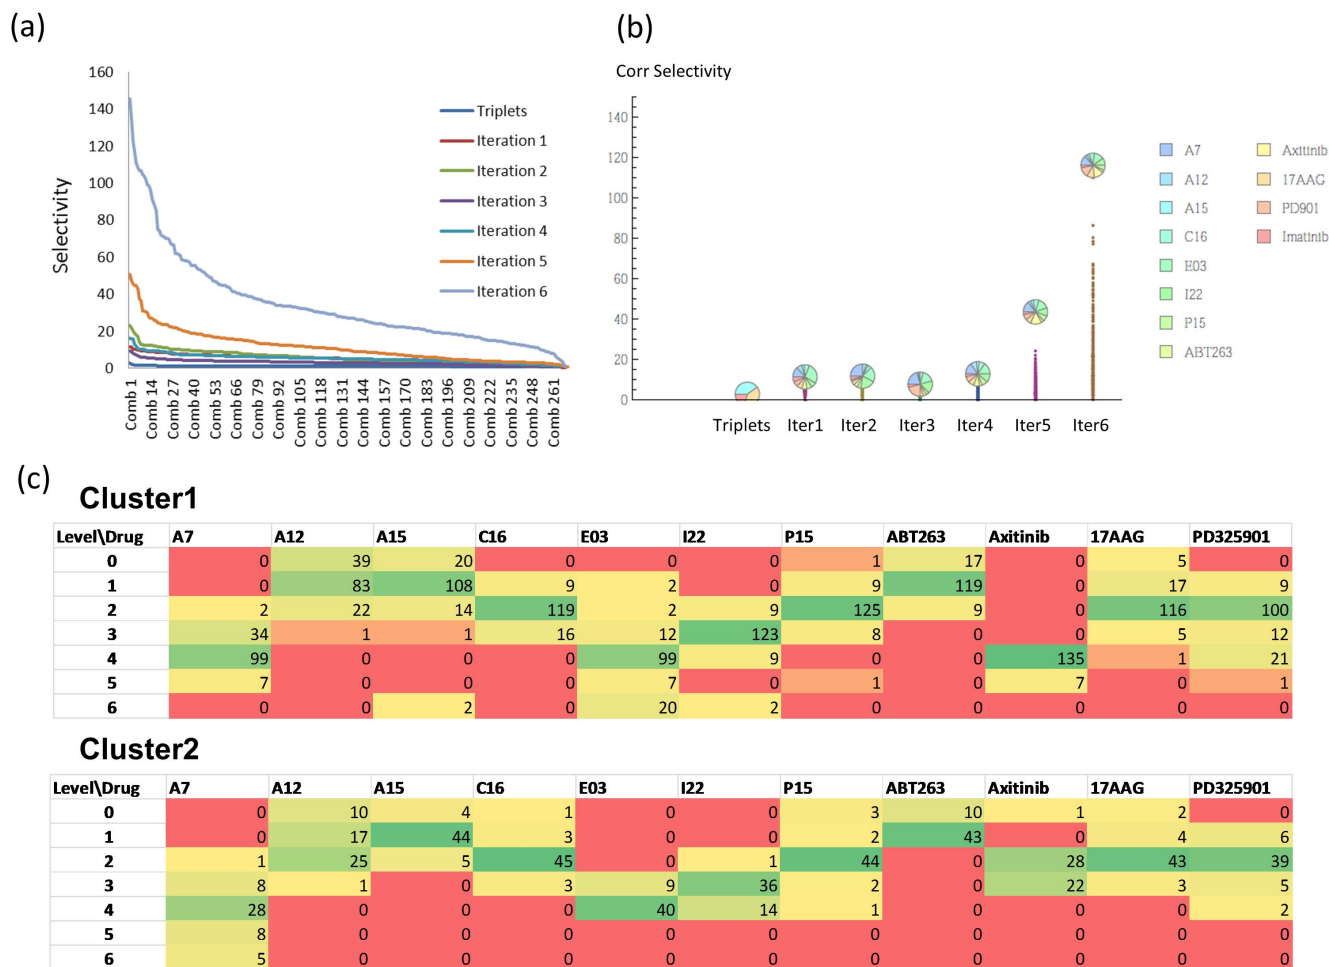 (a)
160
140
120
100
80
60
40
20
0
Selectivity
Triplets
Iteration 1
Iteration 2
Iteration 3
Iteration 4
Iteration 5
Iteration 6
Comb 1
Comb 14
Comb 27
Comb 40
Comb 53
Comb 66
Comb 79
Comb 92
Comb 105
Comb 118
Comb 131
Comb 144
Comb 157
Comb 170
Comb 183
Comb 196
Comb 209
Comb 222
Comb 235
Comb 248
Comb 261
(b)
Corr Selectivity
140
120
100
80
60
40
20
0
Triplets Iter1 Iter2 Iter3 Iter4 Iter5 Iter6
A7
A12
A15
C16
E03
I22
P15
ABT263
Axitinib
17AAG
PD901
Imatinib
(c)
Cluster1
Level\Drug A7 A12 A15 C16 E03 I22 P15 ABT263 Axitinib 17AAG PD325901
0 0 39 20 0 0 0 1 17 0 5 0
1 0 83 108 9 2 0 9 119 0 17 9
2 2 22 14 119 2 9 125 9 0 116 100
3 34 1 1 16 12 123 8 0 0 5 12
4 99 0 0 0 99 9 0 0 135 1 21
5 7 0 0 0 7 0 1 0 7 0 1
6 0 0 2 0 20 2 0 0 0 0 0
Cluster2
Level\Drug A7 A12 A15 C16 E03 I22 P15 ABT263 Axitinib 17AAG PD325901
0 0 10 4 1 0 0 3 10 1 2 0
1 0 17 44 3 0 0 2 43 0 4 6
2 1 25 5 45 0 1 44 0 28 43 39
3 8 1 0 3 9 36 2 0 22 3 5
4 28 0 0 0 40 14 1 0 0 0 2
5 8 0 0 0 0 0 0 0 0 0 0
6 5 0 0 0 0 0 0 0 0 0 0